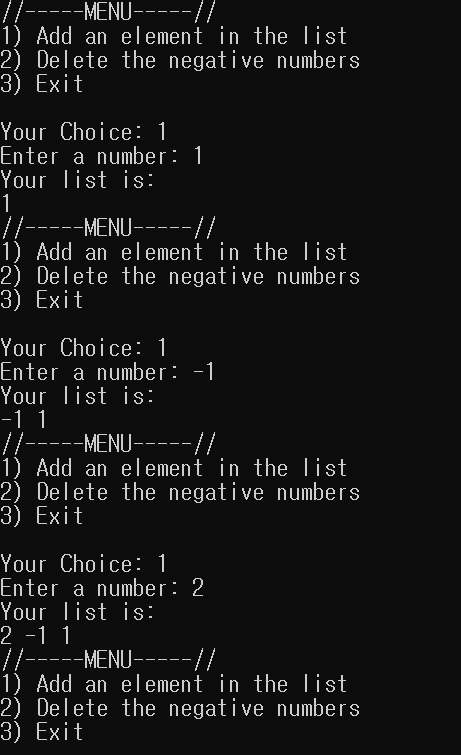 //-----MENU-----//
1) Add an element in the list
2) Delete the negative numbers
3) Exit
Your Choice: 1
Enter a number: 1
Your list is:
1
//-----MENU-----//
1) Add an element in the list
2) Delete the negative numbers
3) Exit
Your Choice: 1
Enter a number: -1
Your list is:
-1 1
//-----MENU-----//
1) Add an element in the list
2) Delete the negative numbers
3) Exit
Your Choice: 1
Enter a number: 2
Your list is:
2 -1 1
//-----MENU-----//
1) Add an element in the list
2) Delete the negative numbers
3) Exit